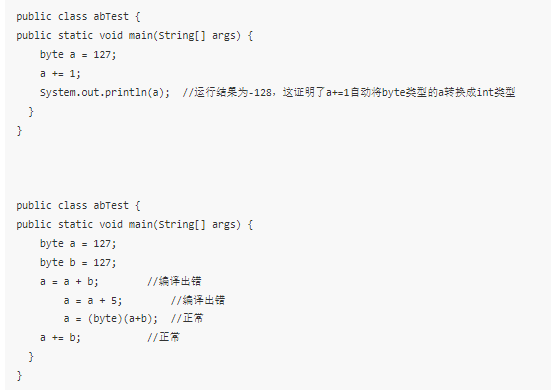 public class abTest {
public static void main(String[] args) {
byte a = 127;
a += 1;
System.out.println(a);  //运行结果为-128，这证明了a+=1自动将byte类型的a转换成int类型
}
}
public class abTest {
public static void main(String[] args) {
byte a = 127;
byte b = 127;
a = a + b;        //编译出错
a = a + 5;        //编译出错
a = (byte)(a+b);  //正常
a += b;           //正常
}
}